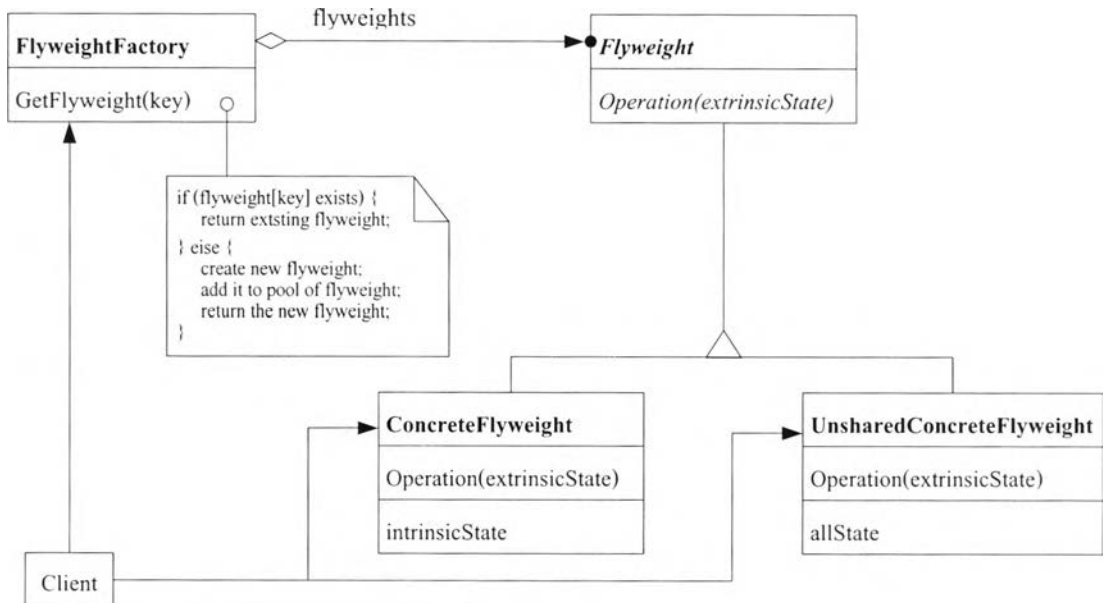 flyweights
FlyweightFactory
GetFlyweight(key)
Flyweight
Operation(extrinsicState)
if (flyweight[key] exists) {
return extsting flyweight;
} eise {
create new flyweight;
add it to pool of flyweight;
return the new flyweight;
}
ConcreteFlyweight
Operation(extrinsicState)
intrinsicState
UnsharedConcreteFlyweight
Operation(extrinsicState)
allState
Client